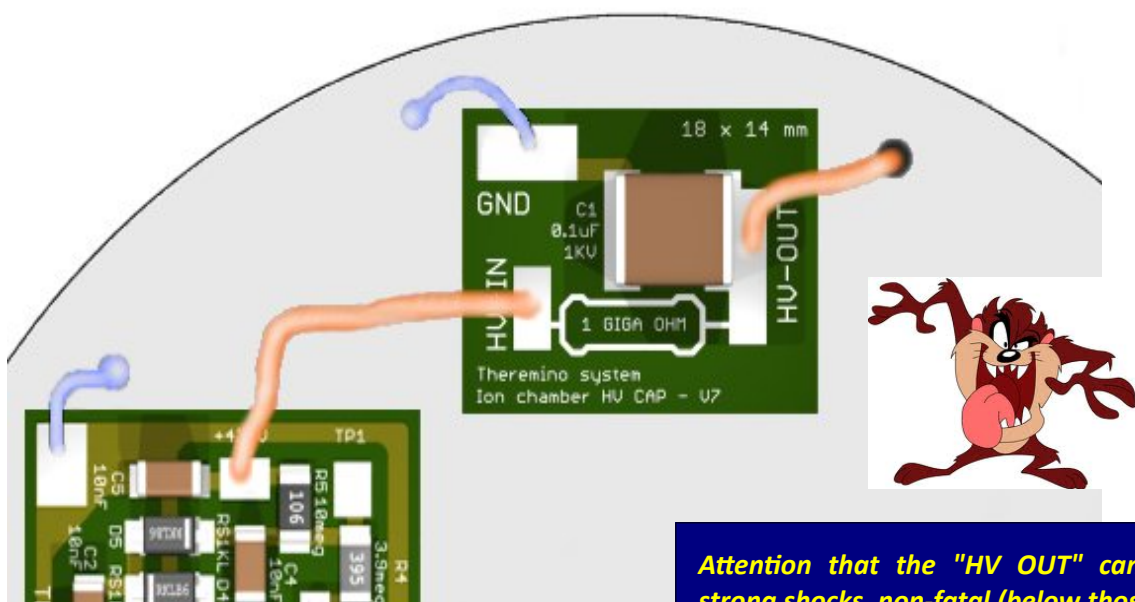 18 x 14 mm
GND
C1
0.1uF
1KV
HV-IN
HV-OUT
1 GIGA OHM
Theremino system
Ion chamber HV CAP - V7
TP1
C5
10nF
R5 10meg
106
D5
RS1KL D4
C2
10nF
C4
10nF
395
R4
3.9meg
Attention that the "HV OUT" can
strong shocks, non-fatal (below